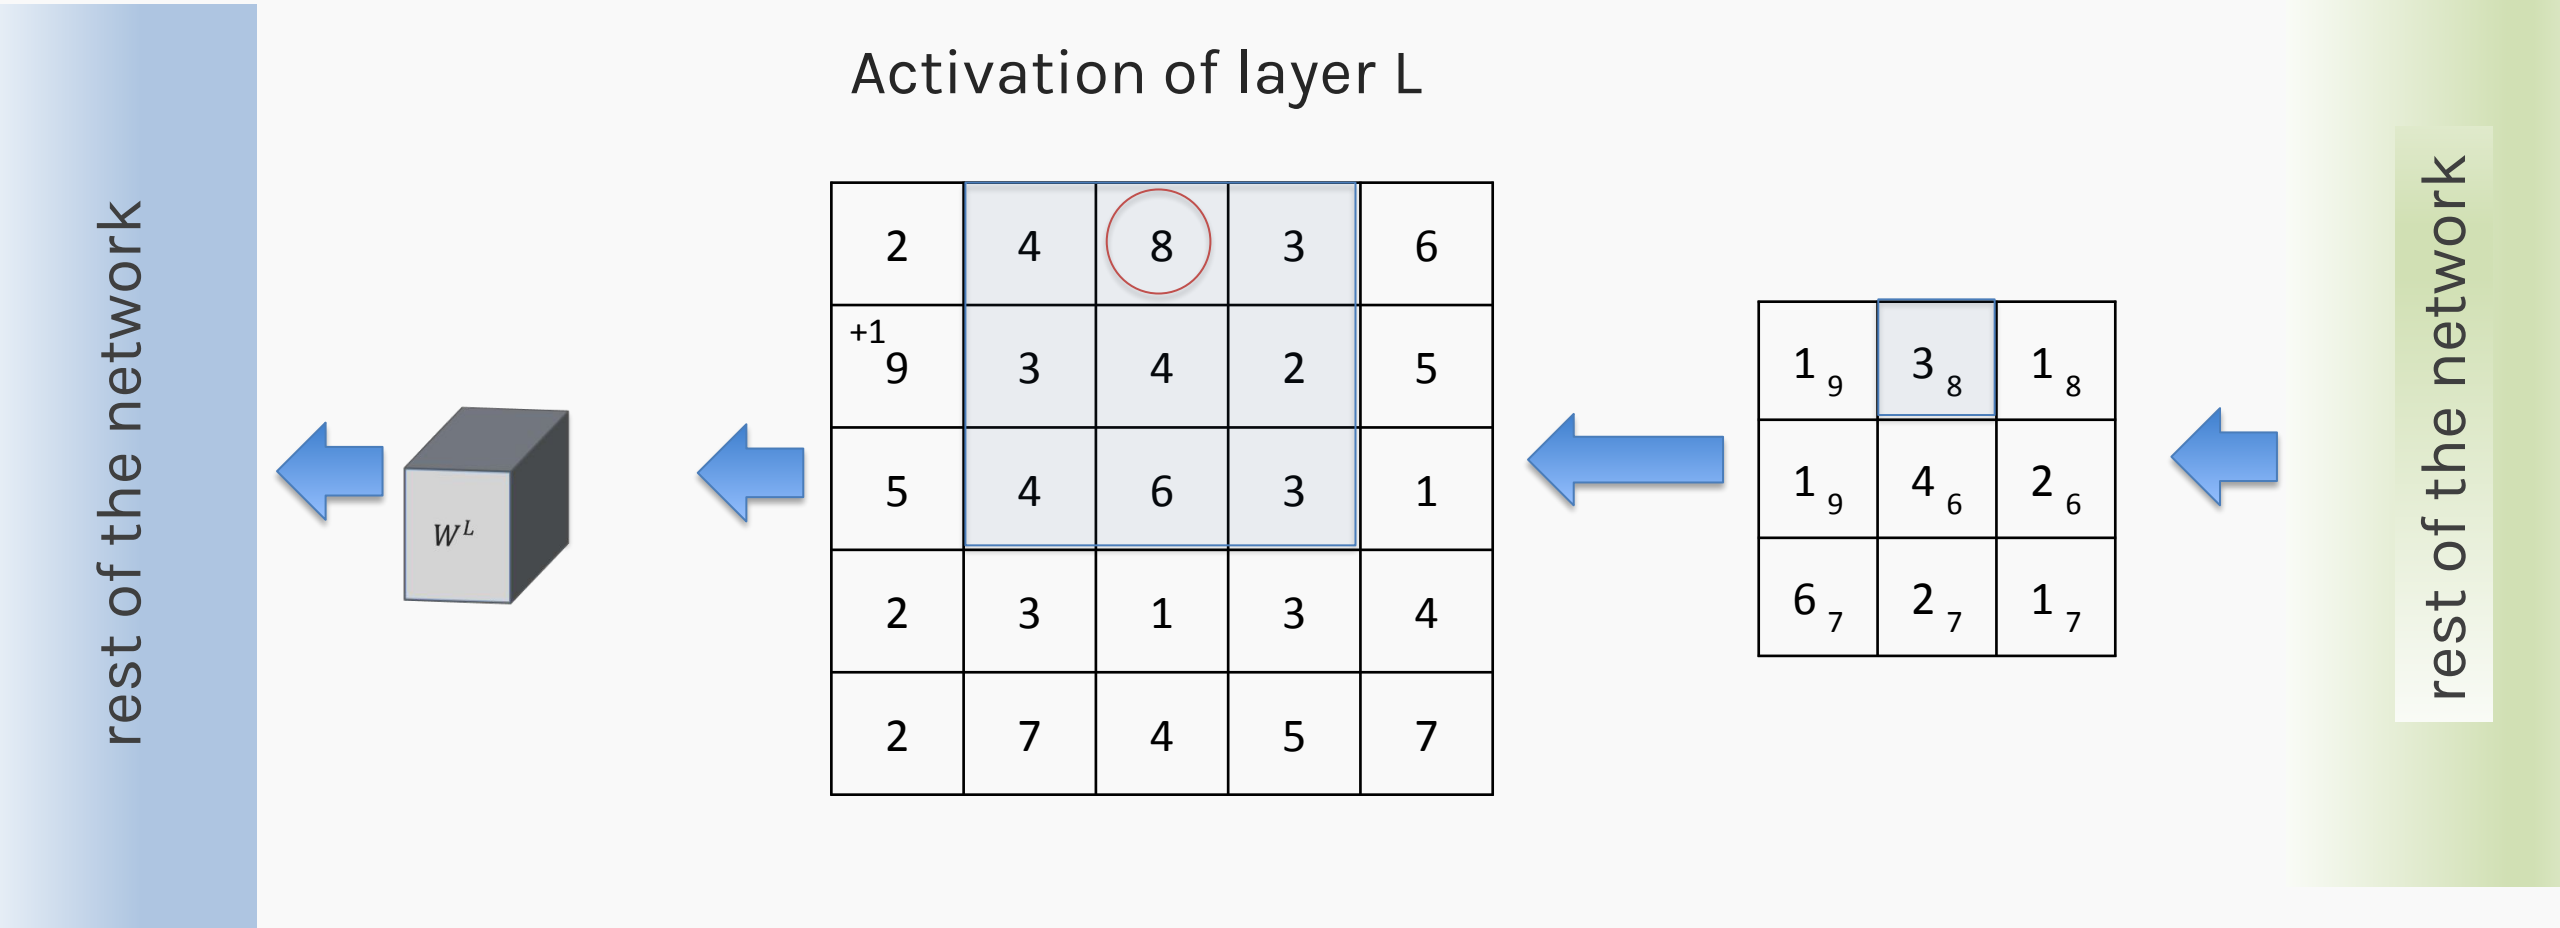 Activation of layer L
rest of the network
W^L
2 4 8 3 6
+1
9 3 4 2 5
5 4 6 3 1
2 3 1 3 4
2 7 4 5 7
1 9 3 8 1 8
1 9 4 6 2 6
6 7 2 7 1 7
rest of the network